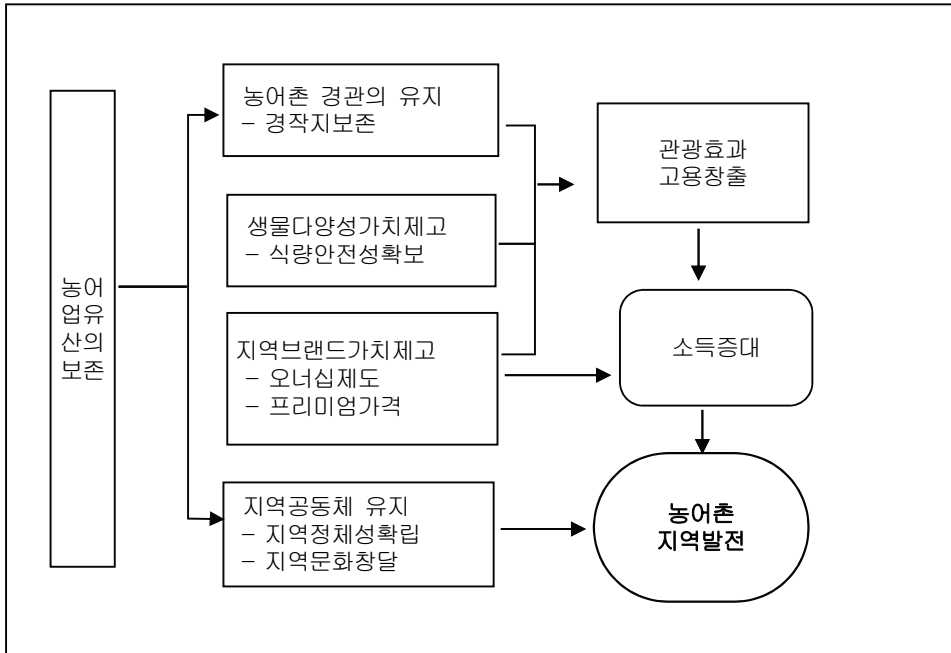 농어
업유
산의
보존
농어촌 경관의 유지
– 경작지보존
생물다양성가치제고
– 식량안전성확보
지역브랜드가치제고
– 오너십제도
– 프리미엄가격
지역공동체 유지
– 지역정체성확립
– 지역문화창달
관광효과
고용창출
소득증대
농어촌
지역발전